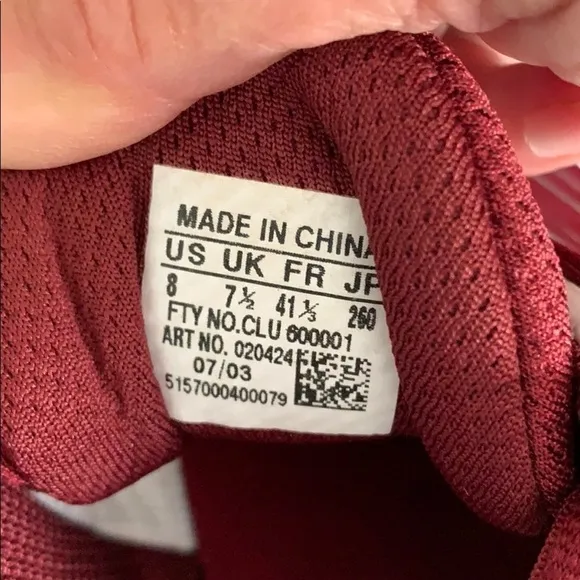 MADE IN CHINA
US UK FR JP
8 7½ 41⅓ 260
FTY NO.CLU 600001
ART NO. 020424
07/03
5157000400079